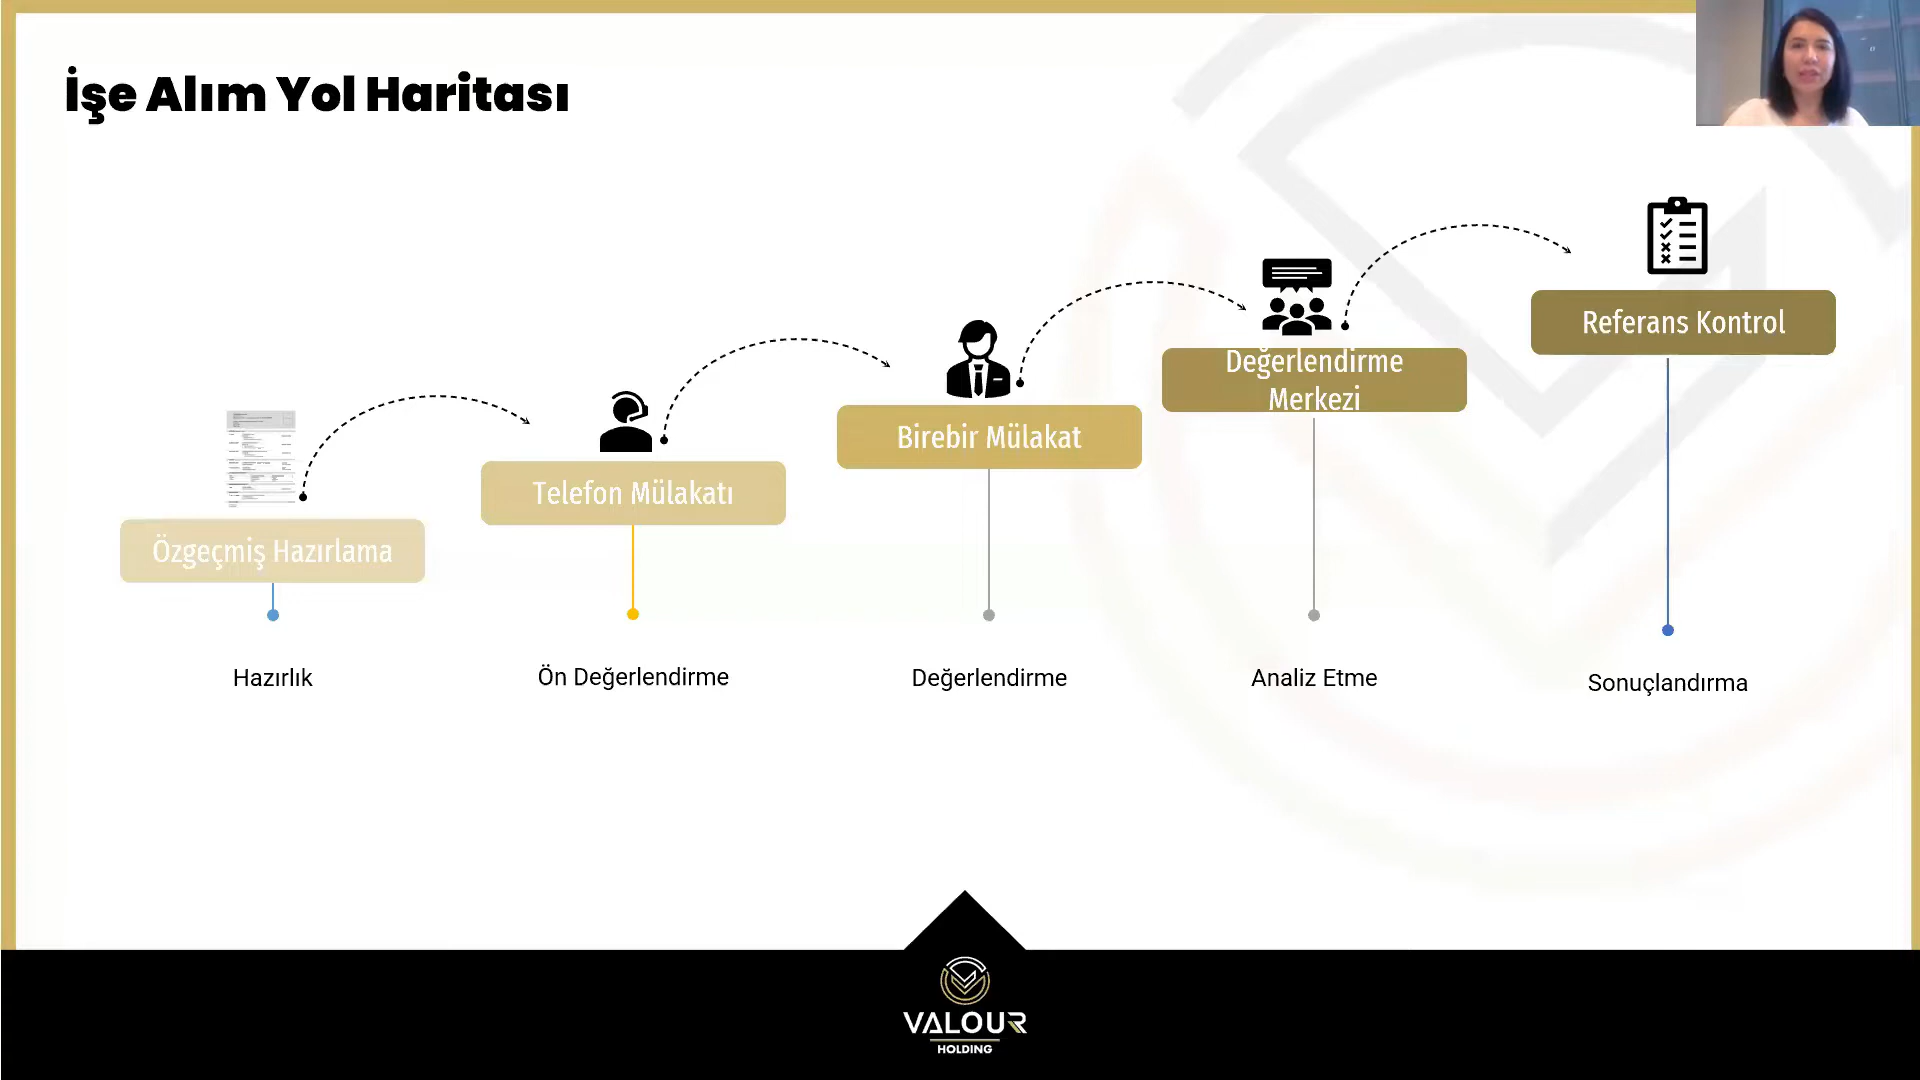 İşe Alım Yol Haritası
Özgeçmiş Hazırlama
Telefon Mülakatı
Birebir Mülakat
Değerlendirme
Merkezi
Referans Kontrol
Hazırlık
Ön Değerlendirme
Değerlendirme
Analiz Etme
Sonuçlandırma
VALOUR
HOLDING